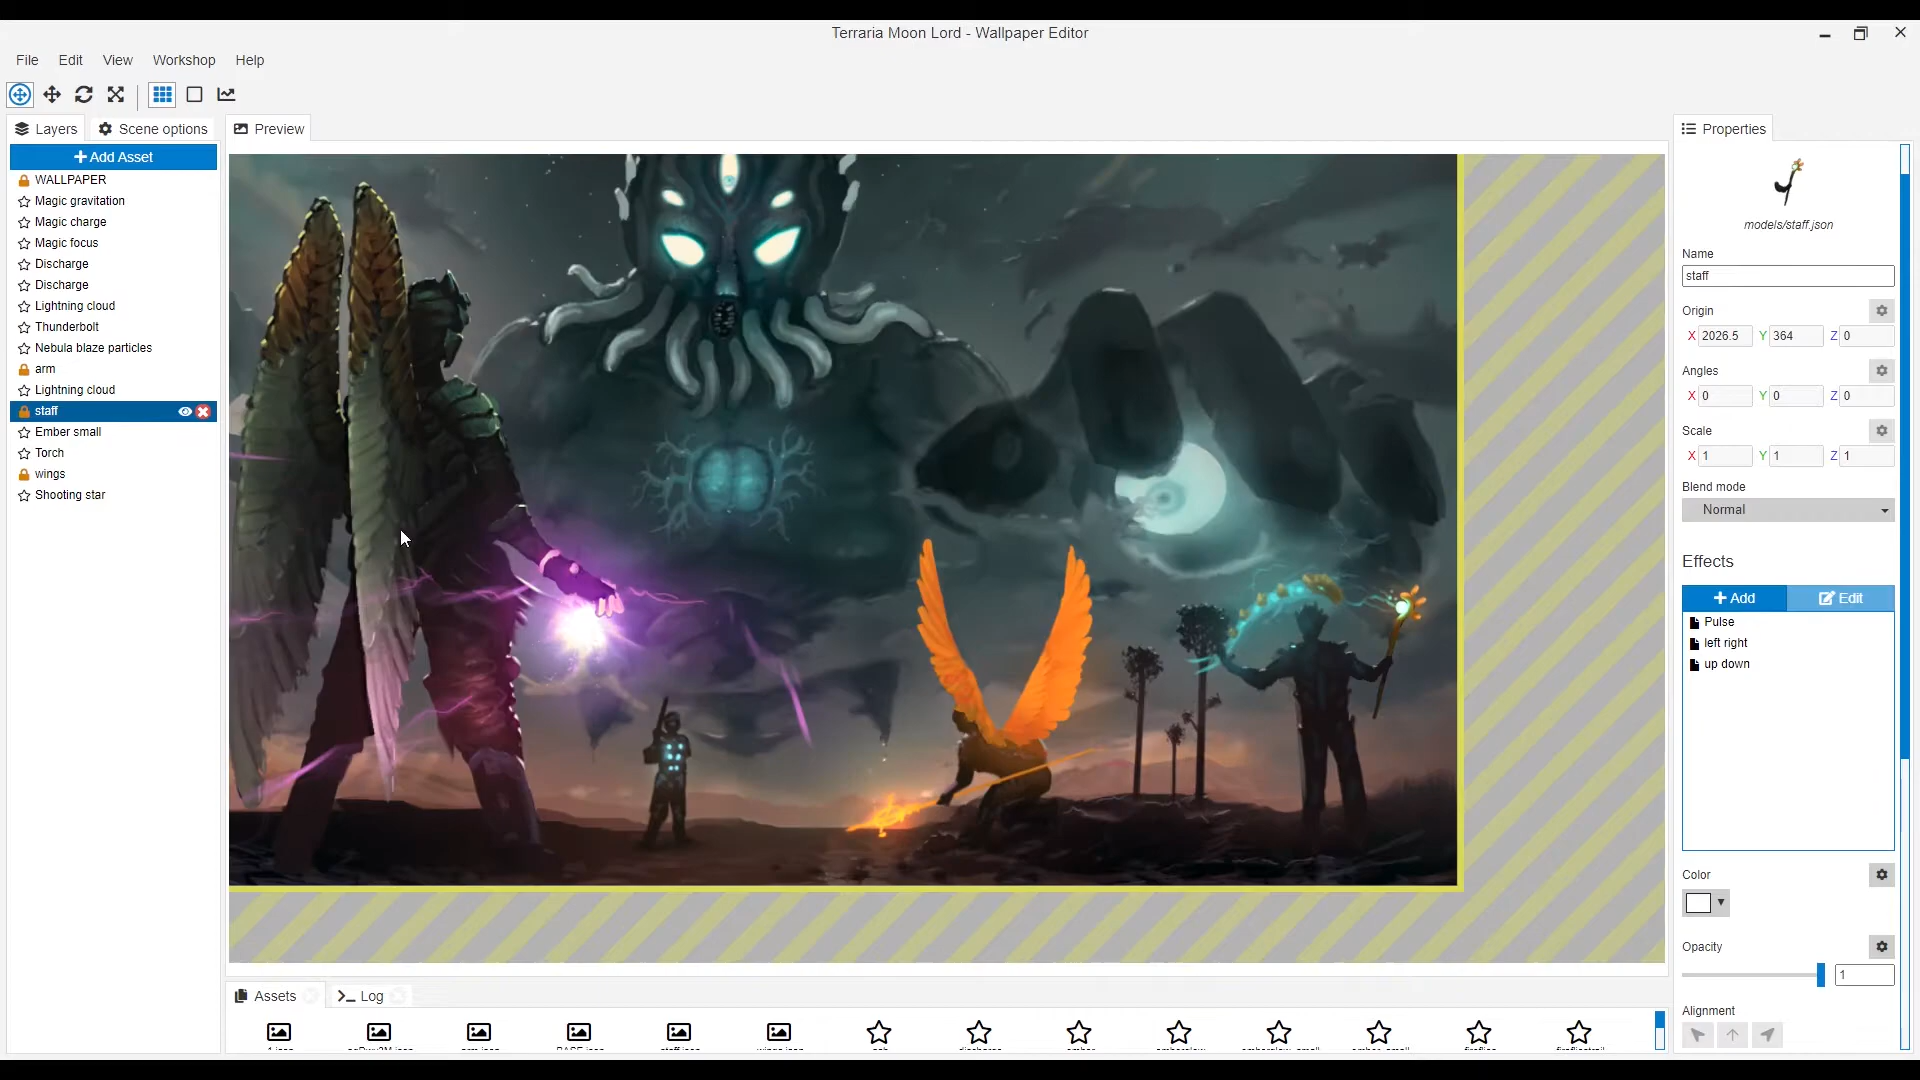 Terraria Moon Lord - Wallpaper Editor
File Edit View Workshop Help
Layers Scene options Preview Properties
Add Asset
WALLPAPER
Magic gravitation
Magic charge
Magic focus
Discharge
Discharge
Lightning cloud
Thunderbolt
Nebula blaze particles
arm
Lightning cloud
staff
Ember small
Torch
wings
Shooting star
models/staff.json
Name
staff
Origin
X 2026.5 Y 364 Z 0
Angles
X 0 Y 0 Z 0
Scale
X 1 Y 1 Z 1
Blend mode
Normal
Effects
Add Edit
Pulse
left right
up down
Color
Opacity
1
Alignment
Assets Log